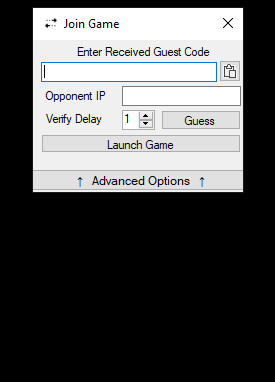 Join Game
Enter Received Guest Code
Opponent IP
Verify Delay 1 Guess
Launch Game
↑ Advanced Options ↑